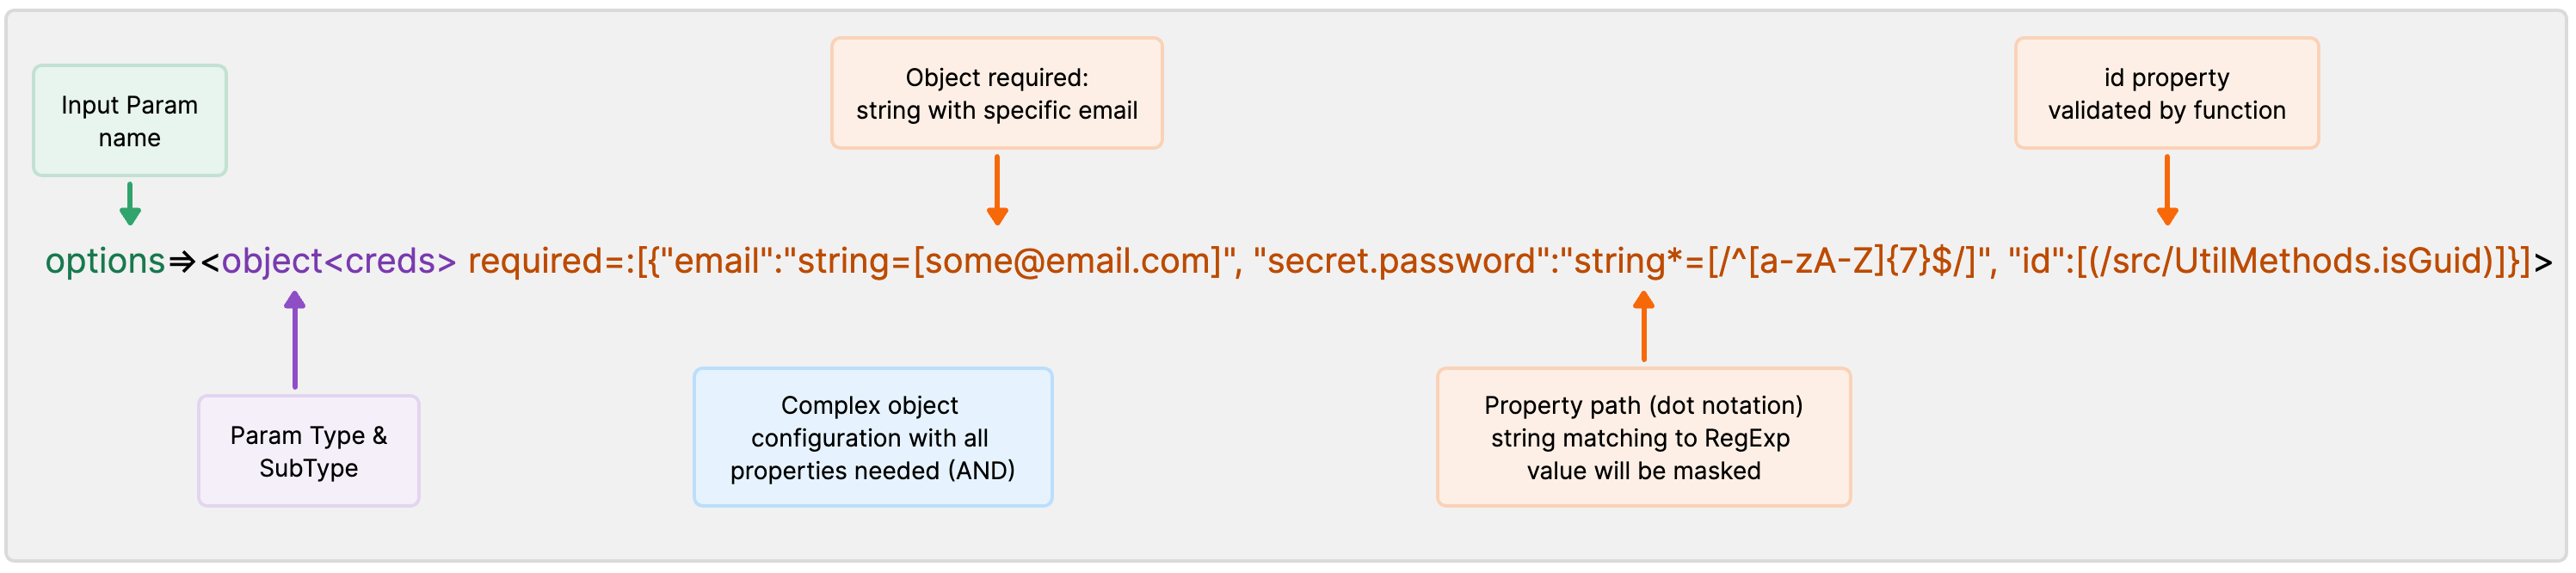 Input Param
name
Object required:
string with specific email
id property
validated by function
options⇒<object<creds> required=:[{"email":"string=[some@email.com]", "secret.password":"string*=[/^[a-zA-Z]{7}$/]", "id":[(/src/UtilMethods.isGuid)]}]>
Param Type &
SubType
Complex object
configuration with all
properties needed (AND)
Property path (dot notation)
string matching to RegExp
value will be masked